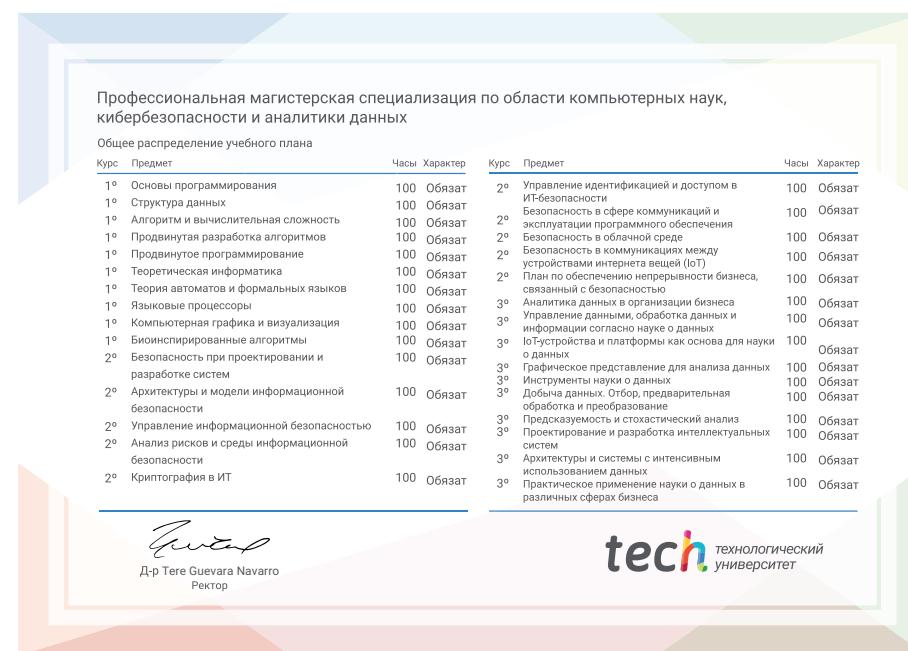 Профессиональная магистерская специализация по области компьютерных наук,
кибербезопасности и аналитики данных
Общее распределение учебного плана
Курс Предмет Часы Характер
1º Основы программирования 100 Обязат
1º Структура данных 100 Обязат
1º Алгоритм и вычислительная сложность 100 Обязат
1º Продвинутая разработка алгоритмов 100 Обязат
1º Продвинутое программирование 100 Обязат
1º Теоретическая информатика 100 Обязат
1º Теория автоматов и формальных языков 100 Обязат
1º Языковые процессоры 100 Обязат
1º Компьютерная графика и визуализация 100 Обязат
1º Биоинспирированные алгоритмы 100 Обязат
2º Безопасность при проектировании и 100 Обязат
разработке систем
2º Архитектуры и модели информационной 100 Обязат
безопасности
2º Управление информационной безопасностью 100 Обязат
2º Анализ рисков и среды информационной 100 Обязат
безопасности
2º Криптография в ИТ 100 Обязат
Курс Предмет Часы Характер
2º Управление идентификацией и доступом в 100 Обязат
ИТ-безопасности
2º Безопасность в сфере коммуникаций и 100 Обязат
эксплуатации программного обеспечения
2º Безопасность в облачной среде 100 Обязат
2º Безопасность в коммуникациях между 100 Обязат
устройствами интернета вещей (IoT)
2º План по обеспечению непрерывности бизнеса, 100 Обязат
связанный с безопасностью
3º Аналитика данных в организации бизнеса 100 Обязат
3º Управление данными, обработка данных и 100 Обязат
информации согласно науке о данных
3º IoT-устройства и платформы как основа для науки 100 Обязат
о данных
3º Графическое представление для анализа данных 100 Обязат
3º Инструменты науки о данных 100 Обязат
3º Добыча данных. Отбор, предварительная 100 Обязат
обработка и преобразование
3º Предсказуемость и стохастический анализ 100 Обязат
3º Проектирование и разработка интеллектуальных 100 Обязат
систем
3º Архитектуры и системы с интенсивным 100 Обязат
использованием данных
3º Практическое применение науки о данных в 100 Обязат
различных сферах бизнеса
Д-р Tere Guevara Navarro
Ректор
tech технологический
университет